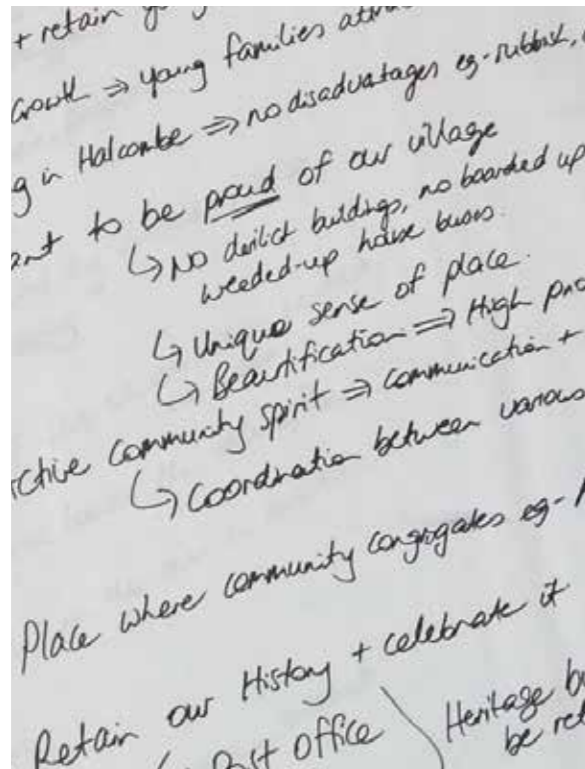 + retain
Growth ⇒ young families
g in Halcombe ⇒ no disadvantages eg - rubbish,
to be proud of our village
↳ No derilict buildings, no boarded up
weeded-up house buses.
↳ Unique sense of place.
↳ Beautification ⇒ High
community spirit ⇒ communication +
↳ Coordination between various
Place where community congregates eg -
Retain our History + celebrate it
Post Office
Heritage
be